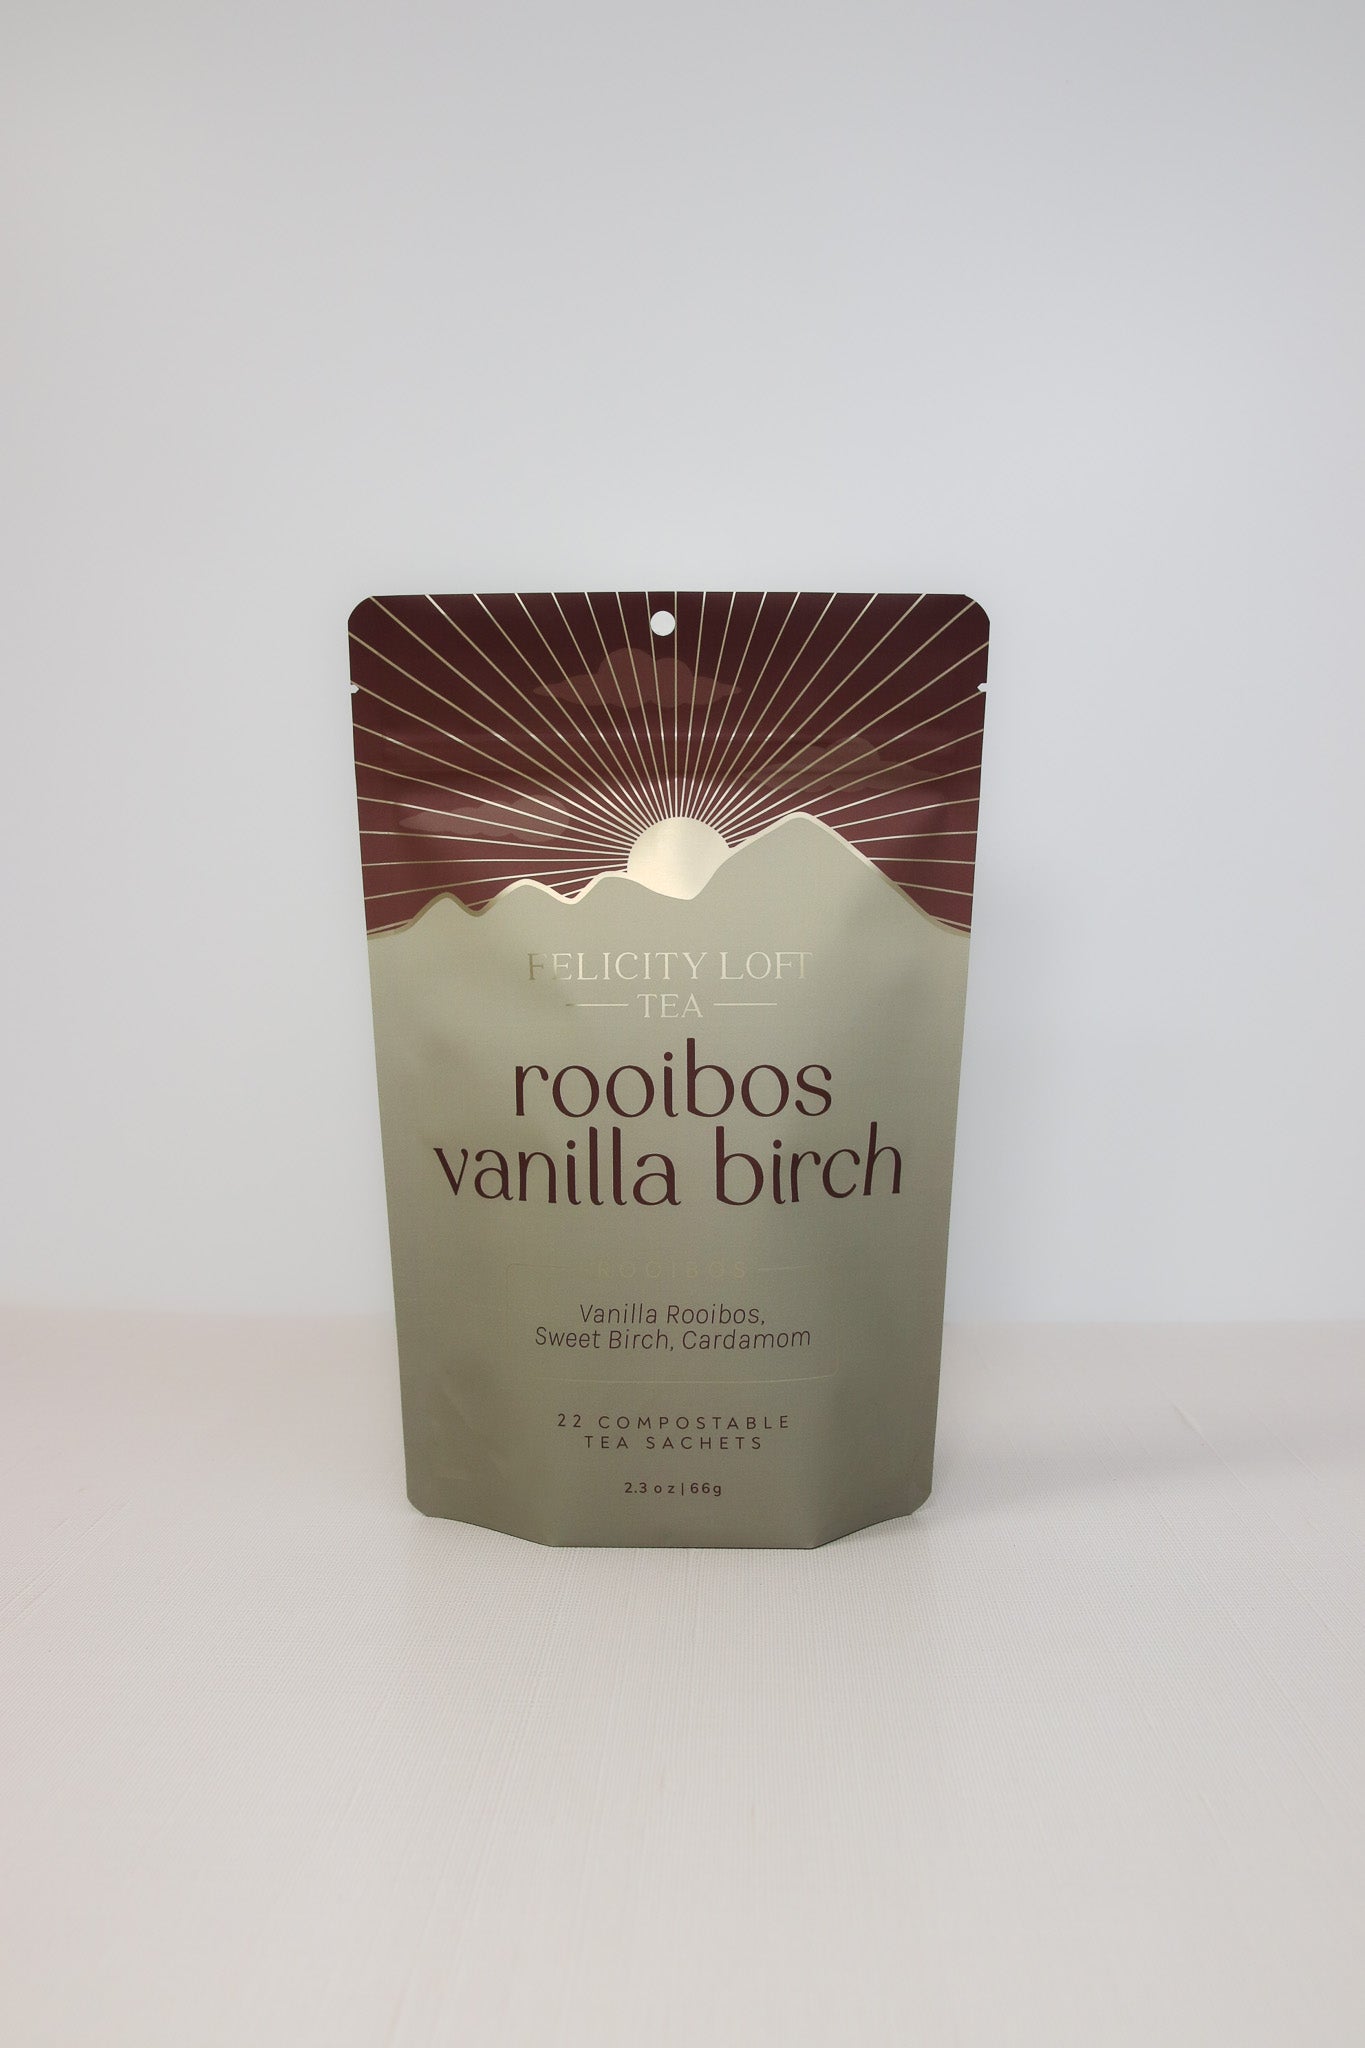 FELICITY LOFT
TEA
rooibos
vanilla birch
ROOIBOS
Vanilla Rooibos,
Sweet Birch, Cardamom
22 COMPOSTABLE
TEA SACHETS
2.3 oz | 66g